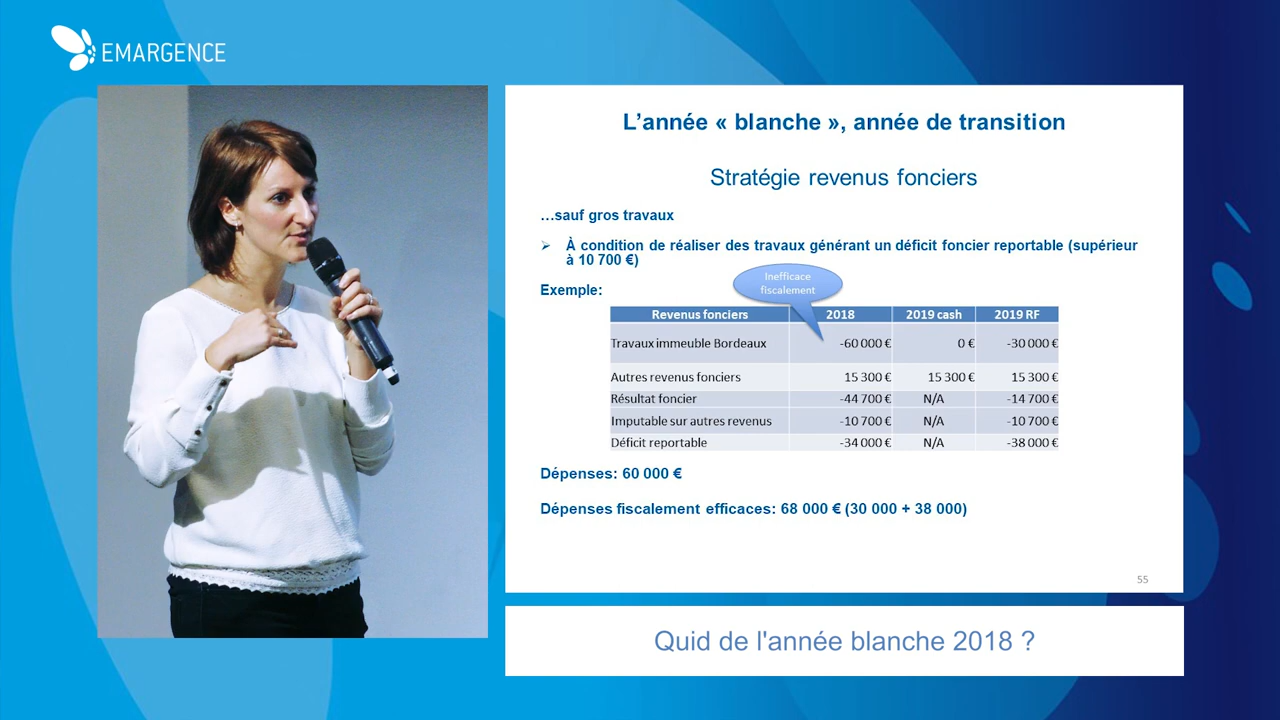 EMARGENCE
L’année « blanche », année de transition
Stratégie revenus fonciers
…sauf gros travaux
➢ À condition de réaliser des travaux générant un déficit foncier reportable (supérieur
à 10 700 €)
Inefficace
fiscalement
Exemple:
Revenus fonciers 2018 2019 cash 2019 RF
Travaux immeuble Bordeaux -60 000 € 0 € -30 000 €
Autres revenus fonciers 15 300 € 15 300 € 15 300 €
Résultat foncier -44 700 € N/A -14 700 €
Imputable sur autres revenus -10 700 € N/A -10 700 €
Déficit reportable -34 000 € N/A -38 000 €
Dépenses: 60 000 €
Dépenses fiscalement efficaces: 68 000 € (30 000 + 38 000)
55
Quid de l'année blanche 2018 ?